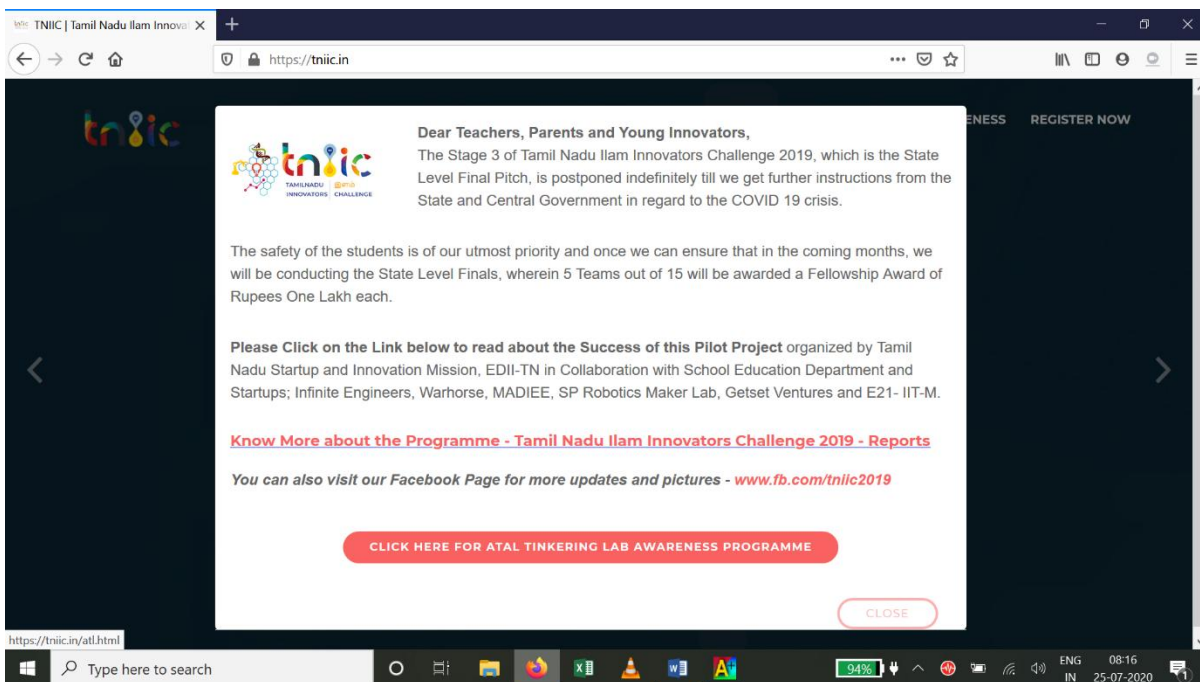 TNIIC | Tamil Nadu Ilam Innova
https://tniic.in
tniic
ENESS REGISTER NOW
tniic
TAMILNADU இளம்
INNOVATORS CHALLENGE
Dear Teachers, Parents and Young Innovators,
The Stage 3 of Tamil Nadu Ilam Innovators Challenge 2019, which is the State
Level Final Pitch, is postponed indefinitely till we get further instructions from the
State and Central Government in regard to the COVID 19 crisis.
The safety of the students is of our utmost priority and once we can ensure that in the coming months, we
will be conducting the State Level Finals, wherein 5 Teams out of 15 will be awarded a Fellowship Award of
Rupees One Lakh each.
Please Click on the Link below to read about the Success of this Pilot Project organized by Tamil
Nadu Startup and Innovation Mission, EDII-TN in Collaboration with School Education Department and
Startups; Infinite Engineers, Warhorse, MADIEE, SP Robotics Maker Lab, Getset Ventures and E21- IIT-M.
Know More about the Programme - Tamil Nadu Ilam Innovators Challenge 2019 - Reports
You can also visit our Facebook Page for more updates and pictures - www.fb.com/tniic2019
CLICK HERE FOR ATAL TINKERING LAB AWARENESS PROGRAMME
CLOSE
https://tniic.in/atl.html
Type here to search
94%
ENG
IN
08:16
25-07-2020
1